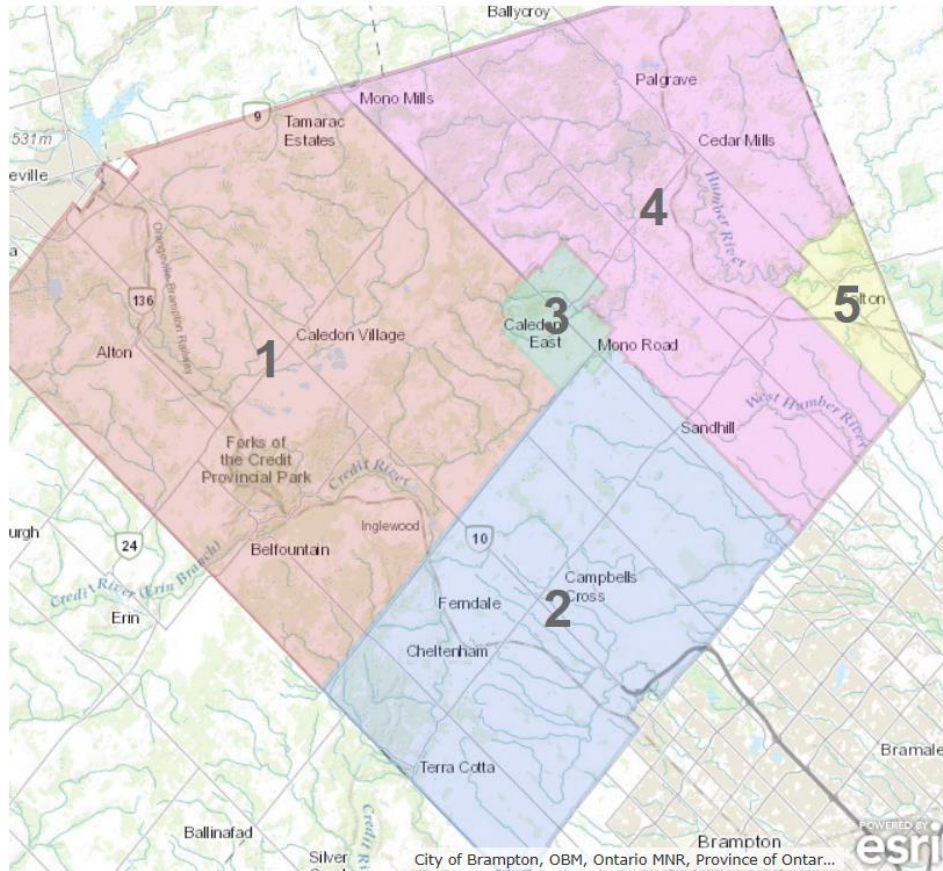 Ballycroy
Palgrave
Mono Mills
9
Tamarac
Estates
531m
Cedar Mills
eville
4
Humber River
a
Orangeville-Brampton Railway
136
5
olton
3
Caledon
East
Caledon Village
Mono Road
Alton
1
West Humber River
Sandhill
Forks of
the Credit
Provincial Park
Credit River
Inglewood
10
urgh
24
Belfountain
Credit River (Erin Branch)
Campbells
Cross
Ferndale
2
Erin
Cheltenham
Bramale
Terra Cotta
Ballinafad
Credit Ri
Brampton
POWERED BY
esri
Silver
City of Brampton, OBM, Ontario MNR, Province of Ontar...